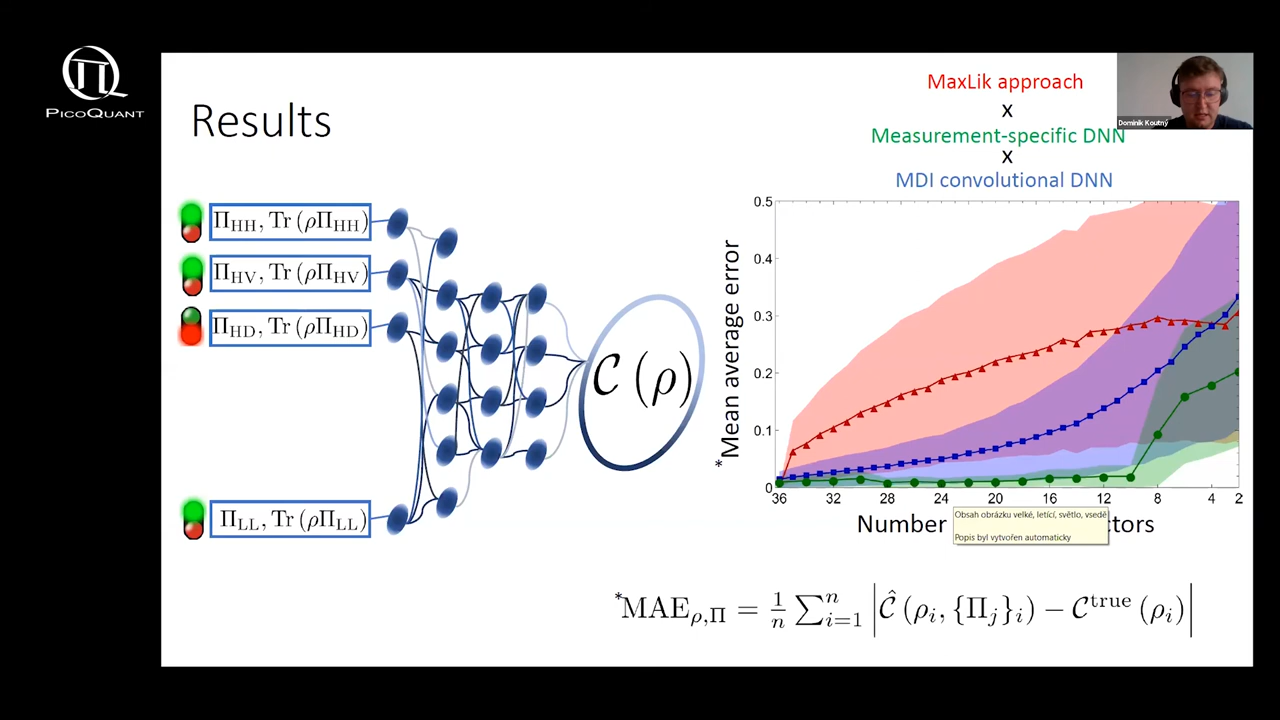 PICOQUANT
Results
MaxLik approach
x
Measurement-specific DNN
x
MDI convolutional DNN
Dominik Koutný
Π_HH, Tr (ρΠ_HH)
Π_HV, Tr (ρΠ_HV)
Π_HD, Tr (ρΠ_HD)
Π_LL, Tr (ρΠ_LL)
C (ρ)
*Mean average error
0.5
0.4
0.3
0.2
0.1
0
36 32 28 24 20 16 12 8 4 2
Number tors
Obsah obrázku velké, letící, světlo, vsedě
Popis byl vytvořen automaticky
*MAE_ρ,Π = 1/n ∑_{i=1}^n |Ĉ (ρ_i, {Π_j}_i) − C^true (ρ_i)|